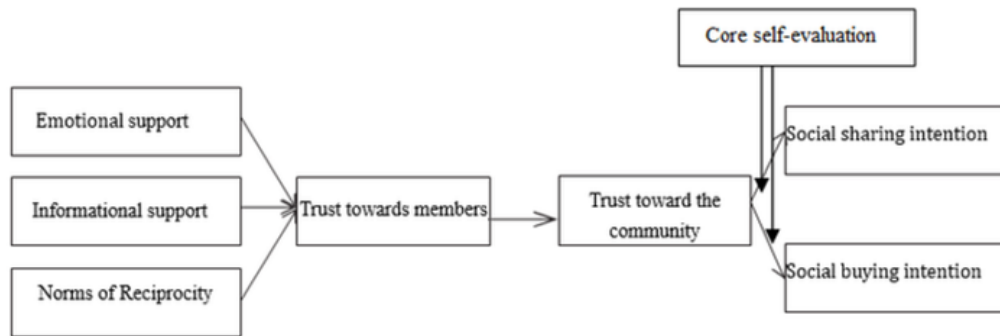 Core self-evaluation
Emotional support
Social sharing intention
Informational support
Trust towards members
Trust toward the
community
Norms of Reciprocity
Social buying intention